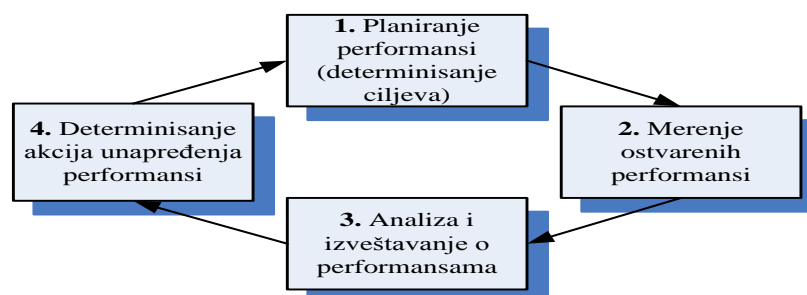 1. Planiranje
performansi
(determinisanje
ciljeva)
2. Merenje
ostvarenih
performansi
3. Analiza i
izveštavanje o
performansama
4. Determinisanje
akcija unapređenja
performansi